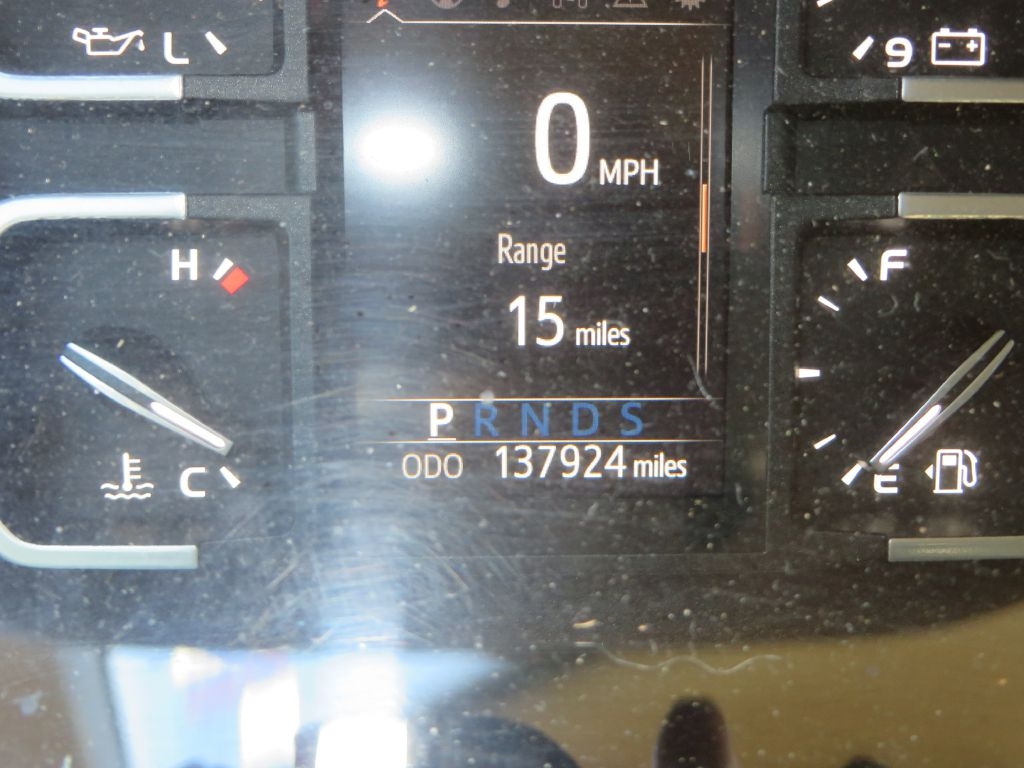 L
9
0 MPH
H
Range
F
15 miles
P R N D S
C
ODO 137924 miles
E